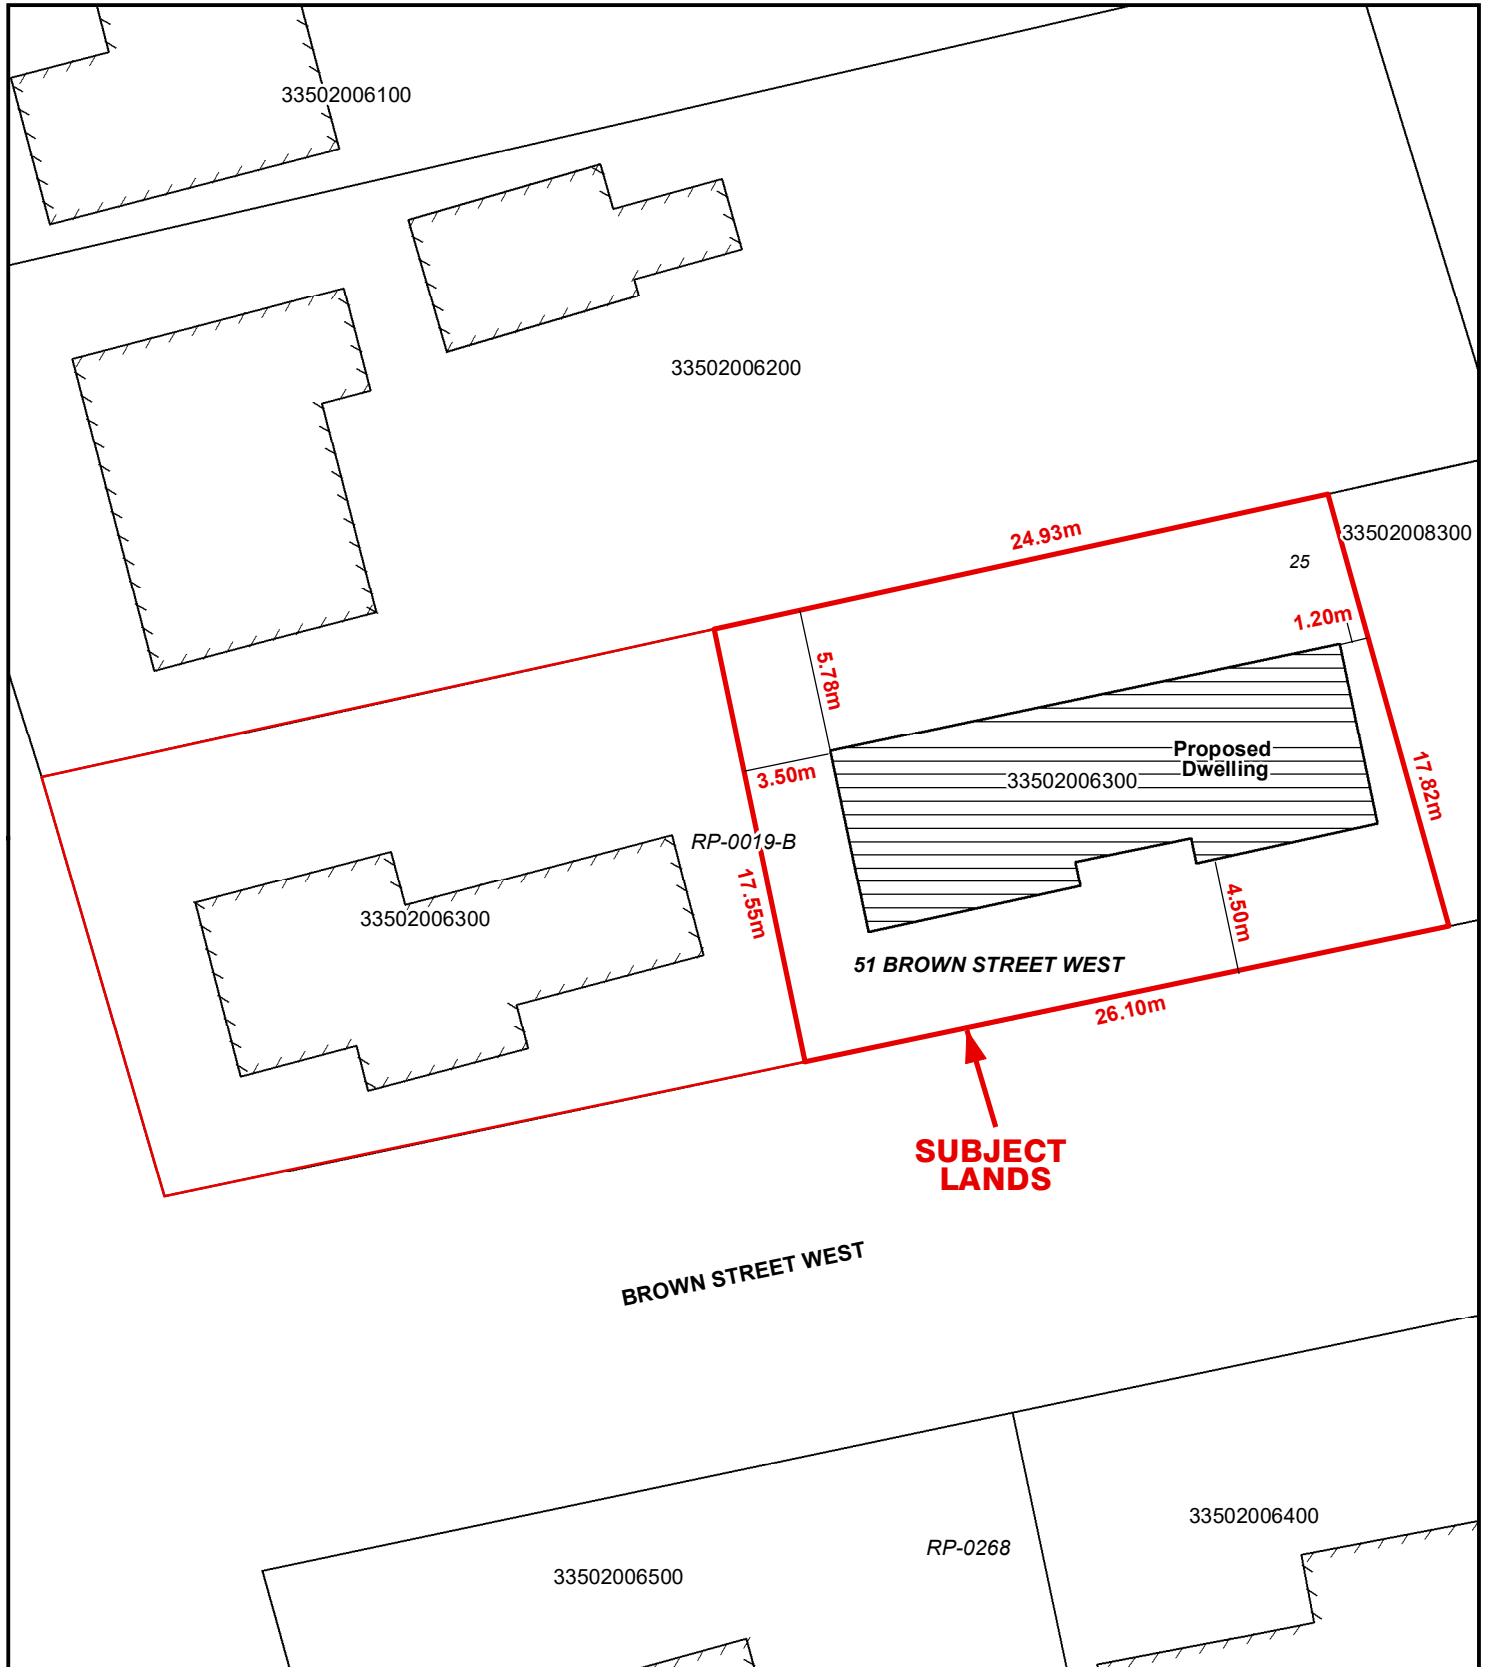 33502006100
33502006200
24.93m
33502008300
25
1.20m
5.78m
Proposed
Dwelling
3.50m
33502006300
17.82m
RP-0019-B
17.55m
33502006300
4.50m
51 BROWN STREET WEST
26.10m
SUBJECT
LANDS
BROWN STREET WEST
33502006400
RP-0268
33502006500